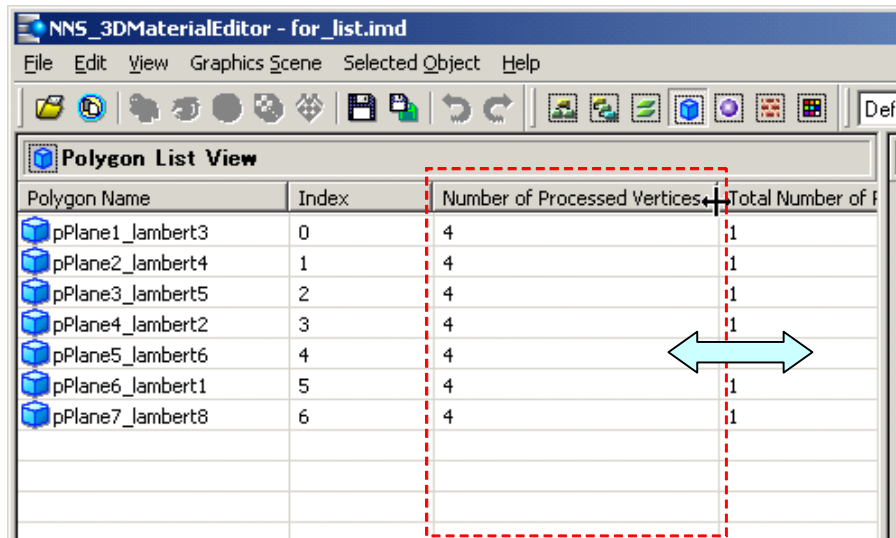 NNS_3DMaterialEditor - for_list.imd
File Edit View Graphics Scene Selected Object Help
Def
Polygon List View
Polygon Name Index Number of Processed Vertices Total Number of
pPlane1_lambert3 0 4 1
pPlane2_lambert4 1 4 1
pPlane3_lambert5 2 4 1
pPlane4_lambert2 3 4 1
pPlane5_lambert6 4 4
pPlane6_lambert1 5 4 1
pPlane7_lambert8 6 4 1